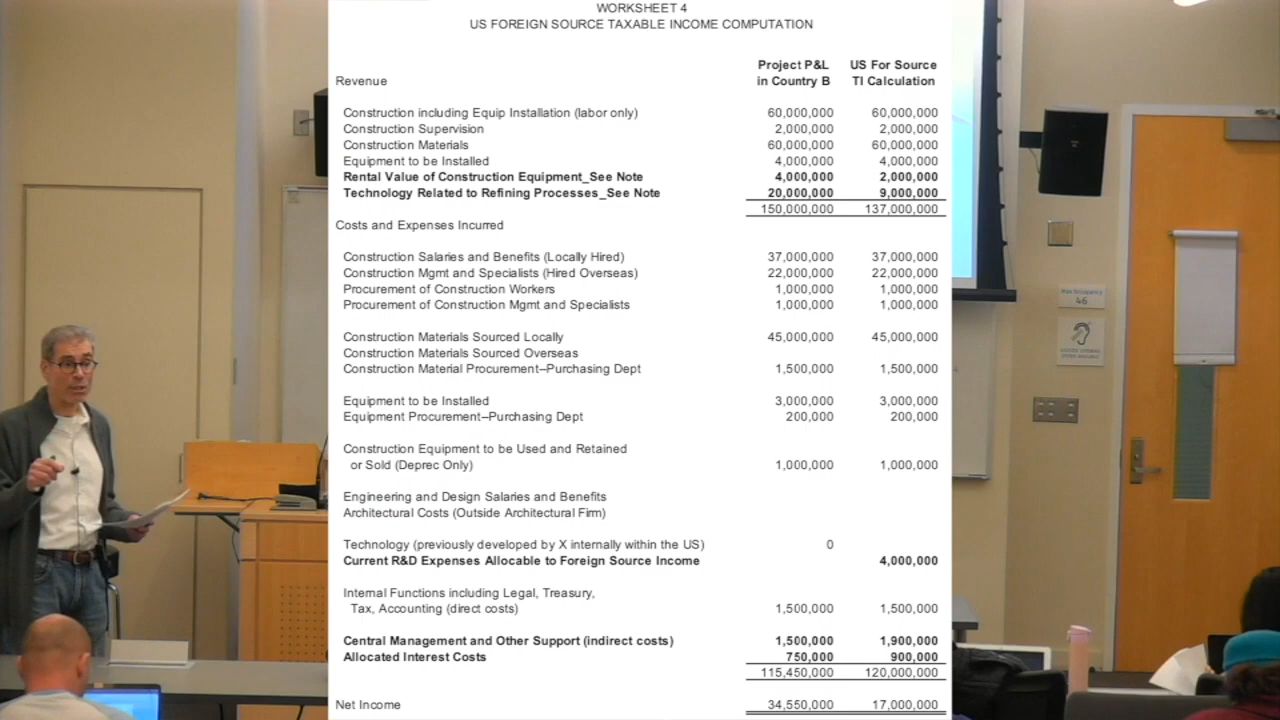 WORKSHEET 4
US FOREIGN SOURCE TAXABLE INCOME COMPUTATION
Project P&L US For Source
Revenue in Country B TI Calculation
Construction including Equip Installation (labor only) 60,000,000 60,000,000
Construction Supervision 2,000,000 2,000,000
Construction Materials 60,000,000 60,000,000
Equipment to be Installed 4,000,000 4,000,000
Rental Value of Construction Equipment_See Note 4,000,000 2,000,000
Technology Related to Refining Processes_See Note 20,000,000 9,000,000
150,000,000 137,000,000
Costs and Expenses Incurred
Construction Salaries and Benefits (Locally Hired) 37,000,000 37,000,000
Construction Mgmt and Specialists (Hired Overseas) 22,000,000 22,000,000
Procurement of Construction Workers 1,000,000 1,000,000
Procurement of Construction Mgmt and Specialists 1,000,000 1,000,000
Construction Materials Sourced Locally 45,000,000 45,000,000
Construction Materials Sourced Overseas
Construction Material Procurement–Purchasing Dept 1,500,000 1,500,000
Equipment to be Installed 3,000,000 3,000,000
Equipment Procurement–Purchasing Dept 200,000 200,000
Construction Equipment to be Used and Retained
or Sold (Deprec Only) 1,000,000 1,000,000
Engineering and Design Salaries and Benefits
Architectural Costs (Outside Architectural Firm)
Technology (previously developed by X internally within the US) 0
Current R&D Expenses Allocable to Foreign Source Income 4,000,000
Internal Functions including Legal, Treasury,
Tax, Accounting (direct costs) 1,500,000 1,500,000
Central Management and Other Support (indirect costs) 1,500,000 1,900,000
Allocated Interest Costs 750,000 900,000
115,450,000 120,000,000
Net Income 34,550,000 17,000,000
46